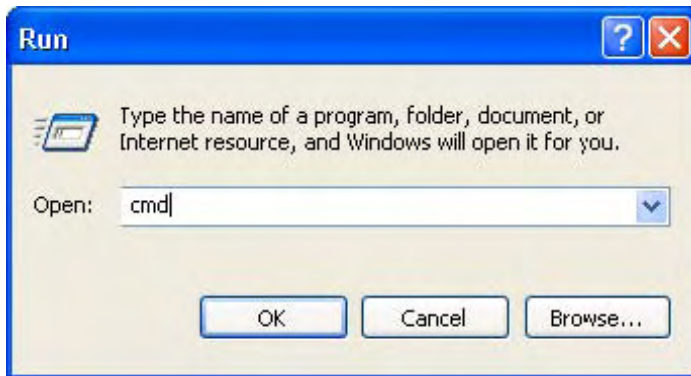 Run
Type the name of a program, folder, document, or
Internet resource, and Windows will open it for you.
Open: cmd
OK Cancel Browse...